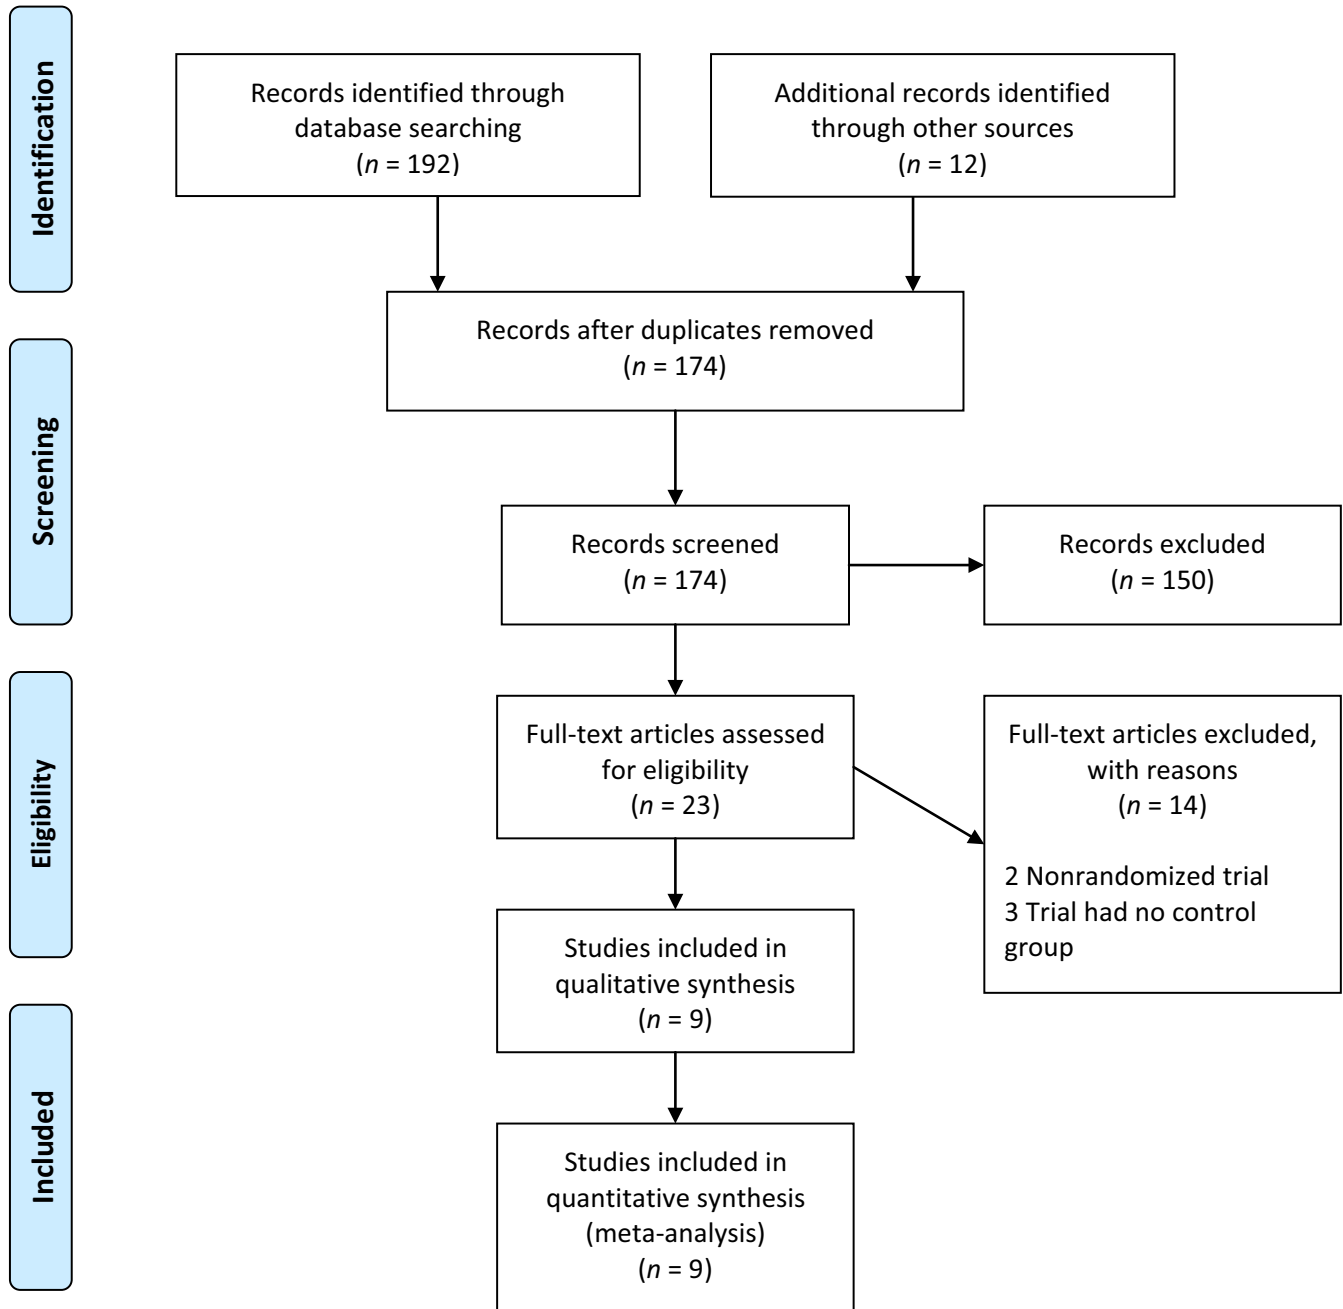 Identification
Records identified through
database searching
(n = 192)
Additional records identified
through other sources
(n = 12)
Records after duplicates removed
(n = 174)
Screening
Records screened
(n = 174)
Records excluded
(n = 150)
Eligibility
Full-text articles assessed
for eligibility
(n = 23)
Full-text articles excluded,
with reasons
(n = 14)
2 Nonrandomized trial
3 Trial had no control
group
Studies included in
qualitative synthesis
(n = 9)
Included
Studies included in
quantitative synthesis
(meta-analysis)
(n = 9)